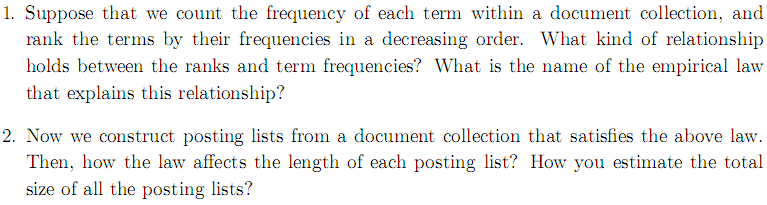 1. Suppose that we count the frequency of each term within a document collection, and
rank the terms by their frequencies in a decreasing order. What kind of relationship
holds between the ranks and term frequencies? What is the name of the empirical law
that explains this relationship?
2. Now we construct posting lists from a document collection that satisfies the above law.
Then, how the law affects the length of each posting list? How you estimate the total
size of all the posting lists?